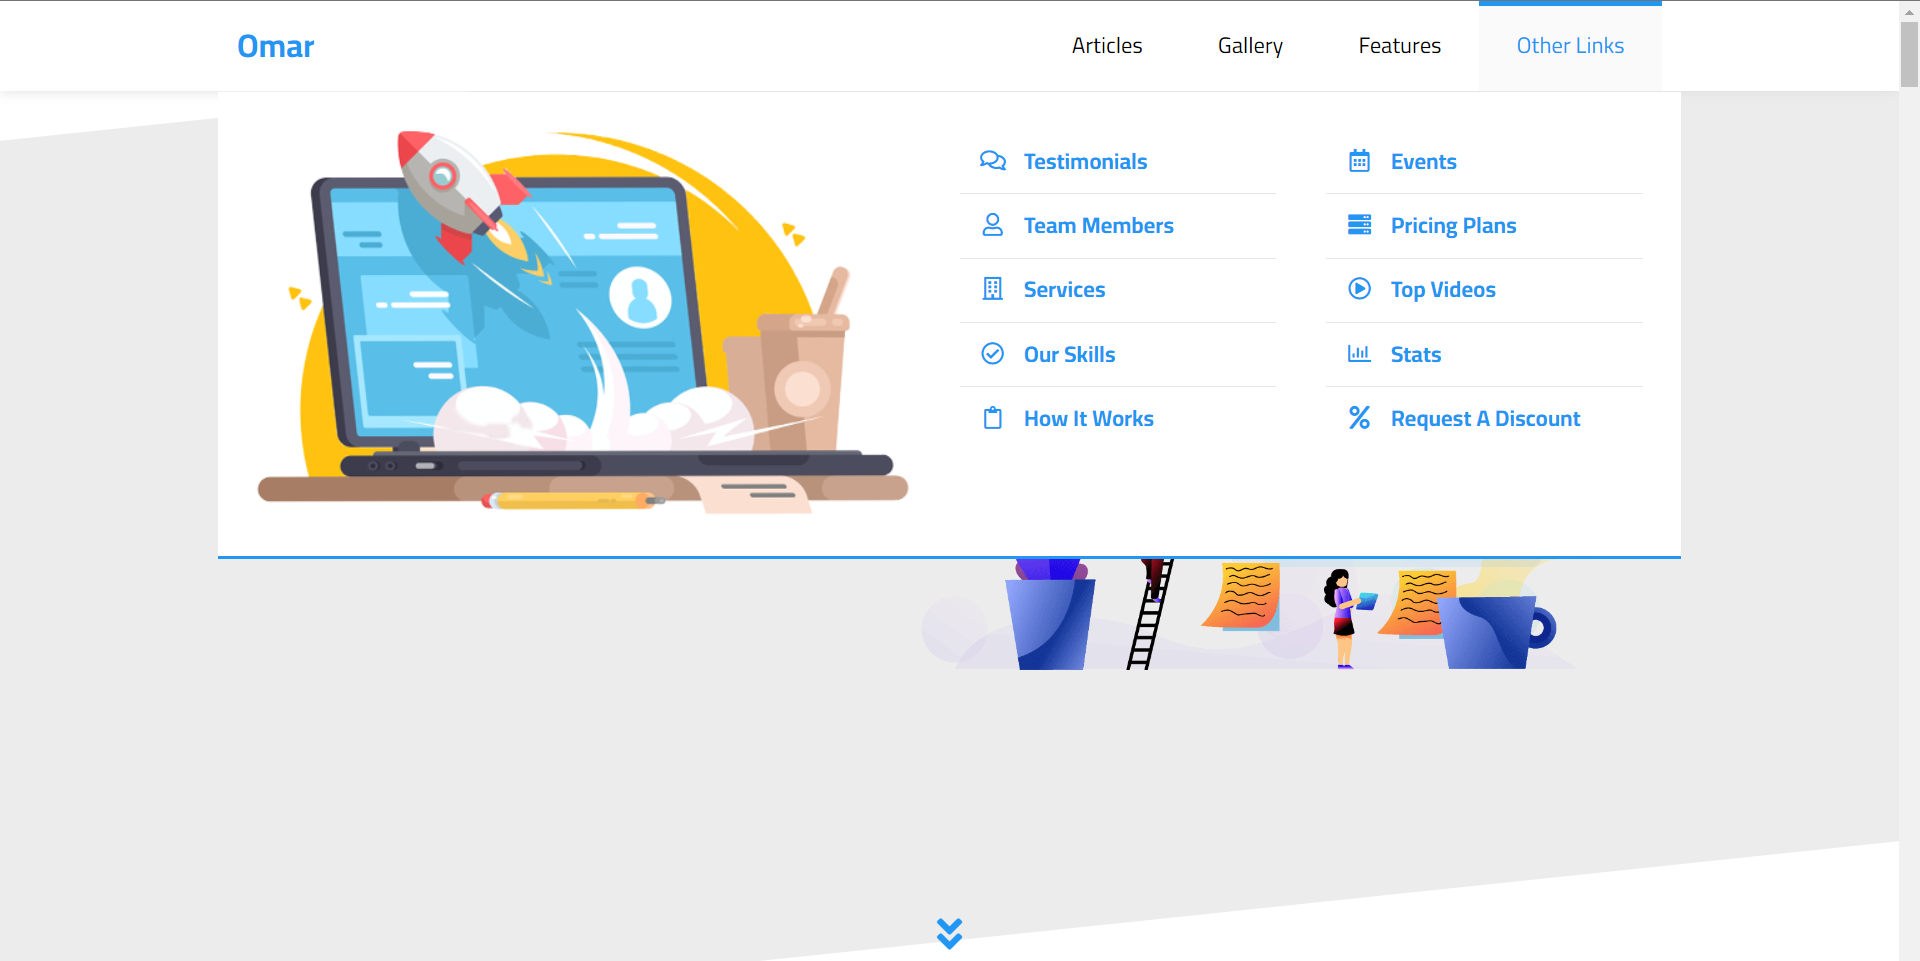 Omar
Articles
Gallery
Features
Other Links
Testimonials
Team Members
Services
Our Skills
How It Works
Events
Pricing Plans
Top Videos
Stats
Request A Discount